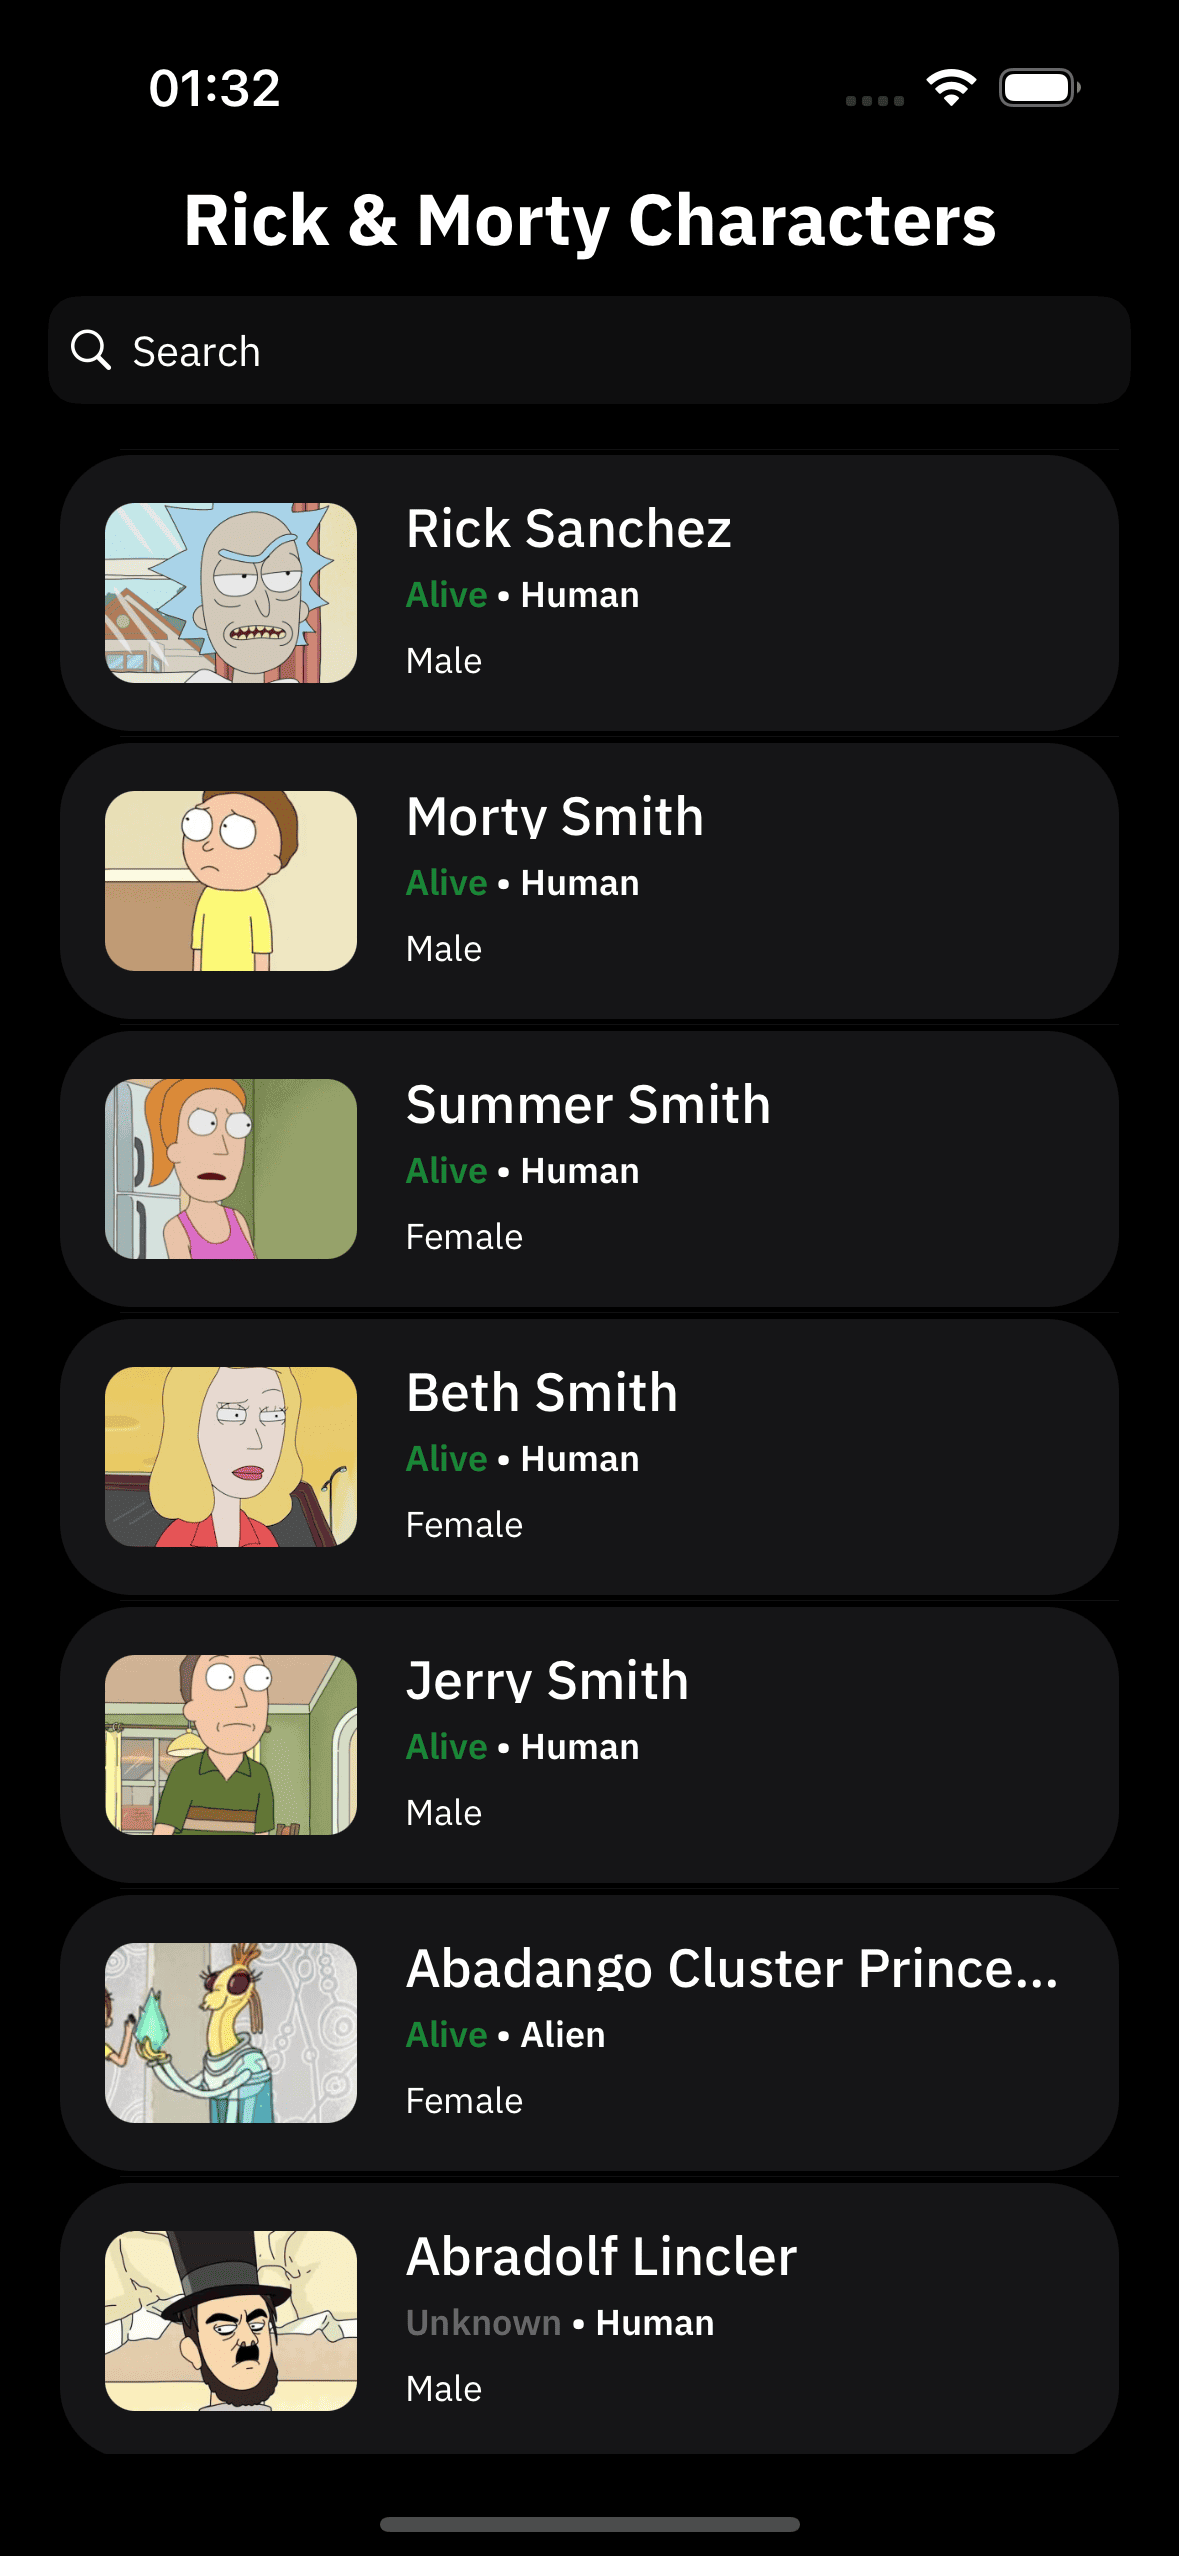 01:32
Rick & Morty Characters
Search
Rick Sanchez
Alive • Human
Male
Morty Smith
Alive • Human
Male
Summer Smith
Alive • Human
Female
Beth Smith
Alive • Human
Female
Jerry Smith
Alive • Human
Male
Abadango Cluster Prince...
Alive • Alien
Female
Abradolf Lincler
Unknown • Human
Male